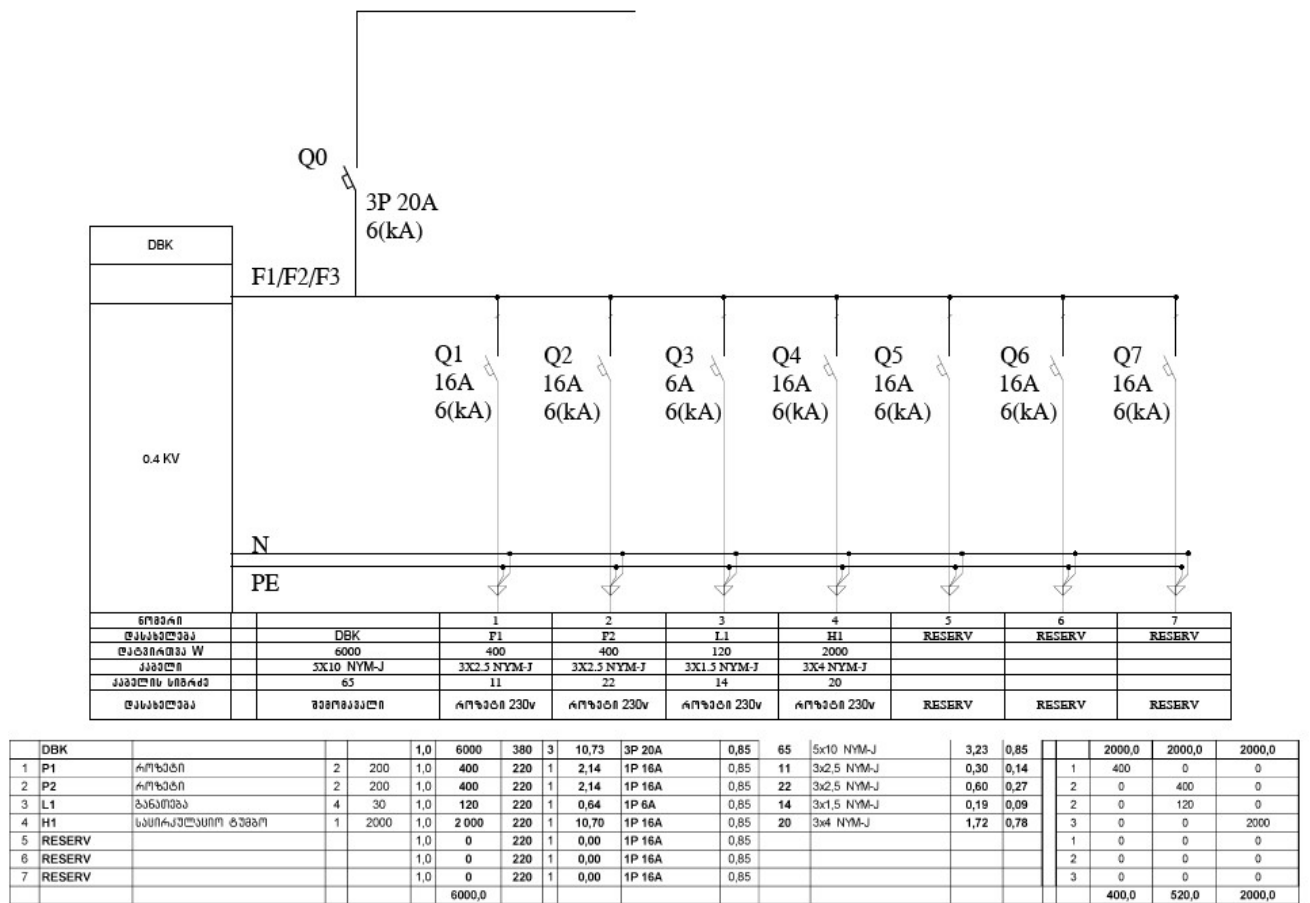 Q0
3P 20A
6(kA)
DBK
F1/F2/F3
Q1 Q2 Q3 Q4 Q5 Q6 Q7
16A 16A 6A 16A 16A 16A 16A
6(kA) 6(kA) 6(kA) 6(kA) 6(kA) 6(kA) 6(kA)
0.4 KV
N
PE
ნომერი 1 2 3 4 5 6 7
დასახელება DBK P1 P2 L1 H1 RESERV RESERV RESERV
დატვირთვა W 6000 400 400 120 2000
კაბელი 5X10 NYM-J 3X2.5 NYM-J 3X2.5 NYM-J 3X1.5 NYM-J 3X4 NYM-J
კაბელის სიგრძე 65 11 22 14 20
დასახელება შემომავალი როზეტი 230v როზეტი 230v როზეტი 230v როზეტი 230v RESERV RESERV RESERV
DBK 1,0 6000 380 3 10,73 3P 20A 0,85 65 5x10 NYM-J 3,23 0,85 2000,0 2000,0 2000,0
1 P1 როზეტი 2 200 1,0 400 220 1 2,14 1P 16A 0,85 11 3x2,5 NYM-J 0,30 0,14 1 400 0 0
2 P2 როზეტი 2 200 1,0 400 220 1 2,14 1P 16A 0,85 22 3x2,5 NYM-J 0,60 0,27 2 0 400 0
3 L1 განათება 4 30 1,0 120 220 1 0,64 1P 6A 0,85 14 3x1,5 NYM-J 0,19 0,09 2 0 120 0
4 H1 საცირკულაციო ტუმბო 1 2000 1,0 2 000 220 1 10,70 1P 16A 0,85 20 3x4 NYM-J 1,72 0,78 3 0 0 2000
5 RESERV 1,0 0 220 1 0,00 1P 16A 0,85 1 0 0 0
6 RESERV 1,0 0 220 1 0,00 1P 16A 0,85 2 0 0 0
7 RESERV 1,0 0 220 1 0,00 1P 16A 0,85 3 0 0 0
6000,0 400,0 520,0 2000,0